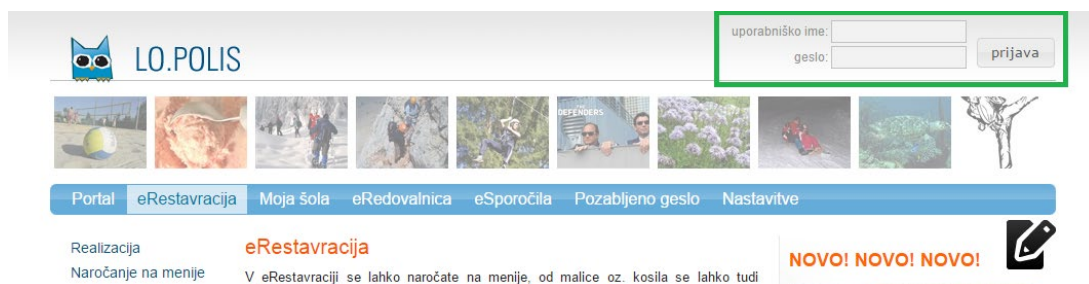 uporabniško ime:
LO.POLIS
geslo:
prijava
DEFENDERS
Portal eRestavracija Moja šola eRedovalnica eSporočila Pozabljeno geslo Nastavitve
Realizacija
Naročanje na menije
eRestavracija
V eRestavraciji se lahko naročate na menije, od malice oz. kosila se lahko tudi
NOVO! NOVO! NOVO!